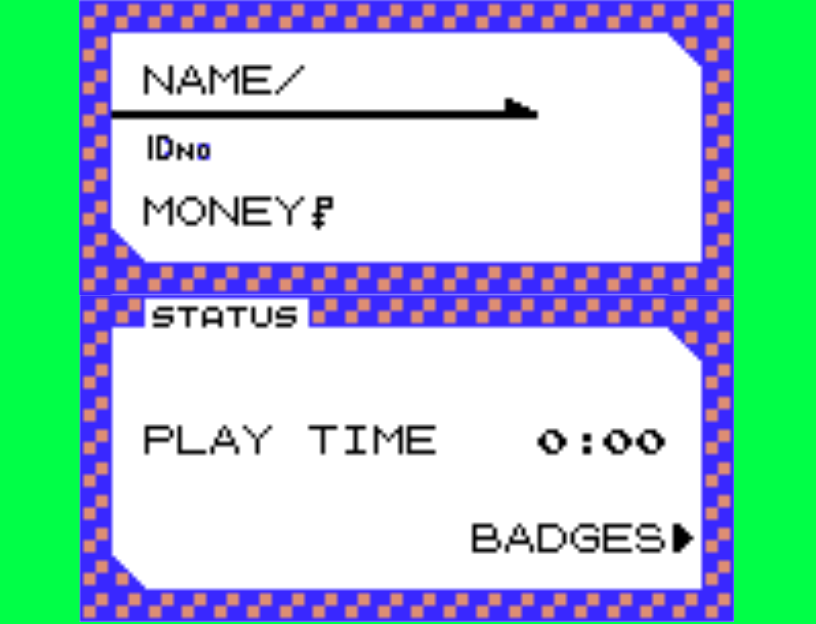 NAME/
IDNo
MONEY₽
STATUS
PLAY TIME 0:00
BADGES▶